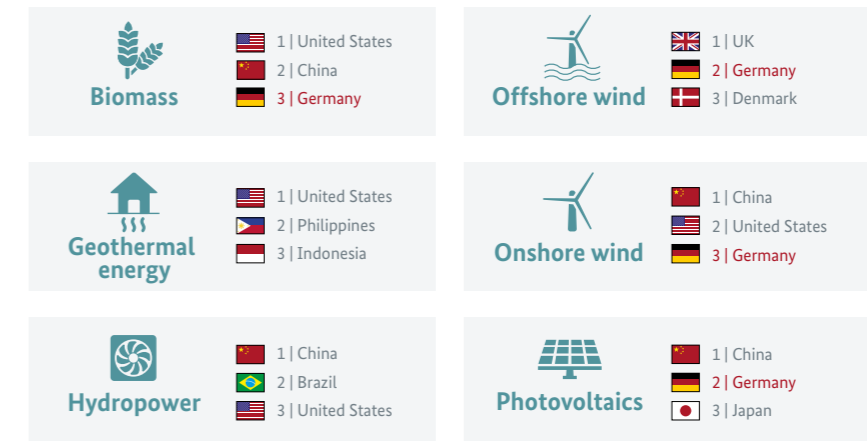 Biomass
1 | United States
2 | China
3 | Germany
Offshore wind
1 | UK
2 | Germany
3 | Denmark
Geothermal
energy
1 | United States
2 | Philippines
3 | Indonesia
Onshore wind
1 | China
2 | United States
3 | Germany
Hydropower
1 | China
2 | Brazil
3 | United States
Photovoltaics
1 | China
2 | Germany
3 | Japan